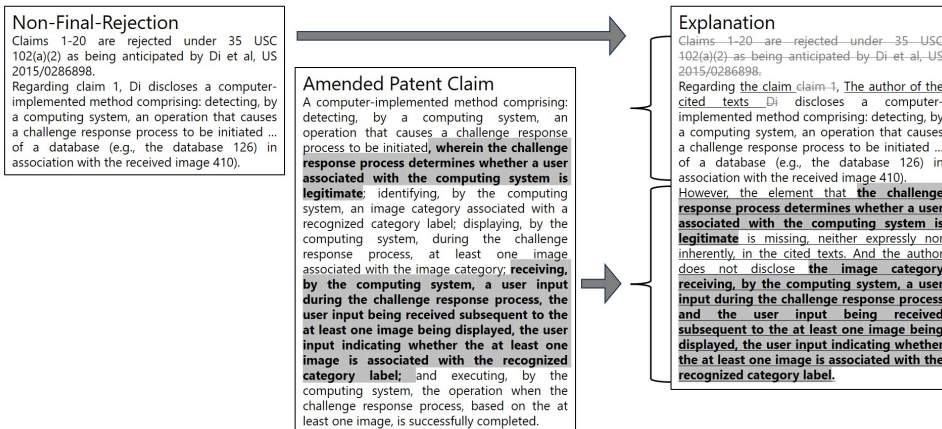 Non-Final-Rejection
Claims 1-20 are rejected under 35 USC
102(a)(2) as being anticipated by Di et al, US
2015/0286898.
Regarding claim 1, Di discloses a computer-
implemented method comprising: detecting, by
a computing system, an operation that causes
a challenge response process to be initiated ...
of a database (e.g., the database 126) in
association with the received image 410).
Amended Patent Claim
A computer-implemented method comprising:
detecting, by a computing system, an
operation that causes a challenge response
process to be initiated, wherein the challenge
response process determines whether a user
associated with the computing system is
legitimate; identifying, by the computing
system, an image category associated with a
recognized category label; displaying, by the
computing system, during the challenge
response process, at least one image
associated with the image category; receiving,
by the computing system, a user input
during the challenge response process, the
user input being received subsequent to the
at least one image being displayed, the user
input indicating whether the at least one
image is associated with the recognized
category label; and executing, by the
computing system, the operation when the
challenge response process, based on the at
least one image, is successfully completed.
Explanation
Claims 1-20 are rejected under 35 USC
102(a)(2) as being anticipated by Di et al, US
2015/0286898.
Regarding the claim claim 1, The author of the
cited texts Di discloses a computer-
implemented method comprising: detecting, by
a computing system, an operation that causes
a challenge response process to be initiated ...
of a database (e.g., the database 126) in
association with the received image 410).
However, the element that the challenge
response process determines whether a user
associated with the computing system is
legitimate is missing, neither expressly nor
inherently, in the cited texts. And the author
does not disclose the image category
receiving, by the computing system, a user
input during the challenge response process
and the user input being received
subsequent to the at least one image being
displayed, the user input indicating whether
the at least one image is associated with the
recognized category label.